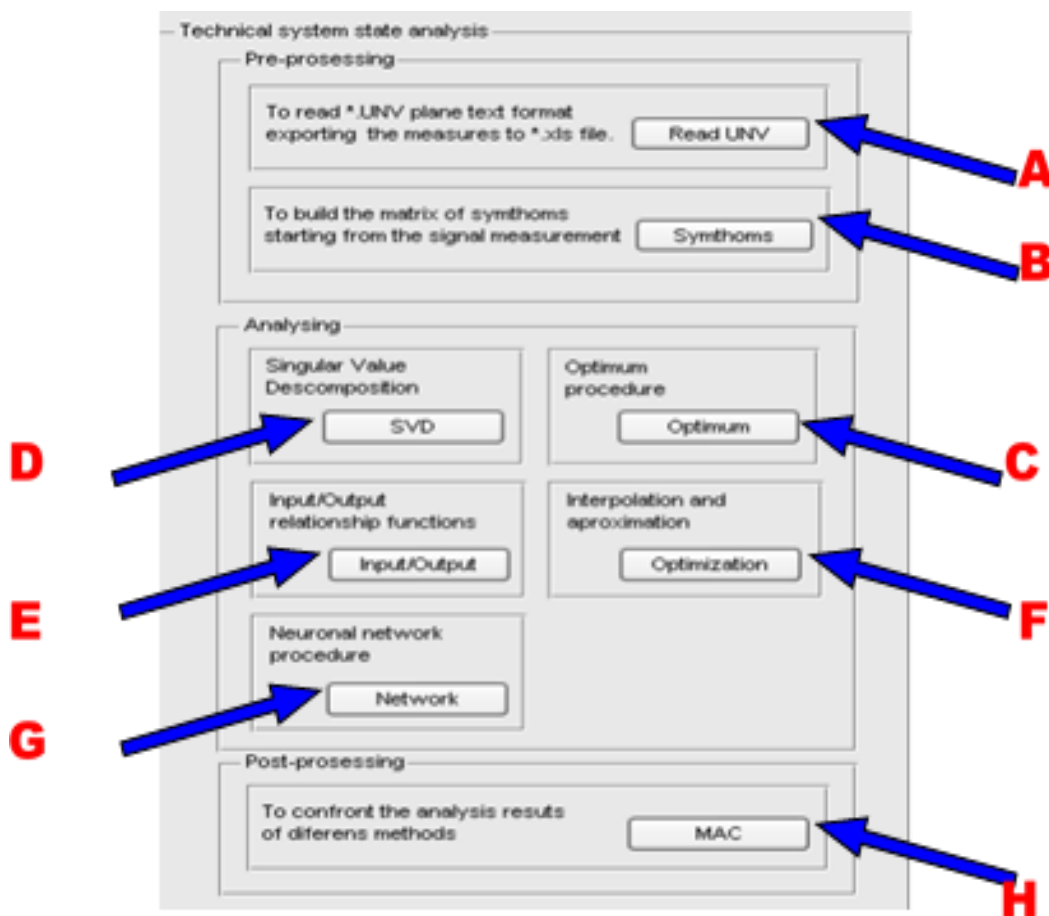 Technical system state analysis
Pre-prosessing
To read *.UNV plane text format
exporting the measures to *.xls file.
Read UNV
A
To build the matrix of symthoms
starting from the signal measurement
Symthoms
B
Analysing
Singular Value
Descomposition
SVD
D
Optimum
procedure
Optimum
C
Input/Output
relationship functions
Input/Output
E
Interpolation and
aproximation
Optimization
F
Neuronal network
procedure
Network
G
Post-prosessing
To confront the analysis resuts
of diferens methods
MAC
H